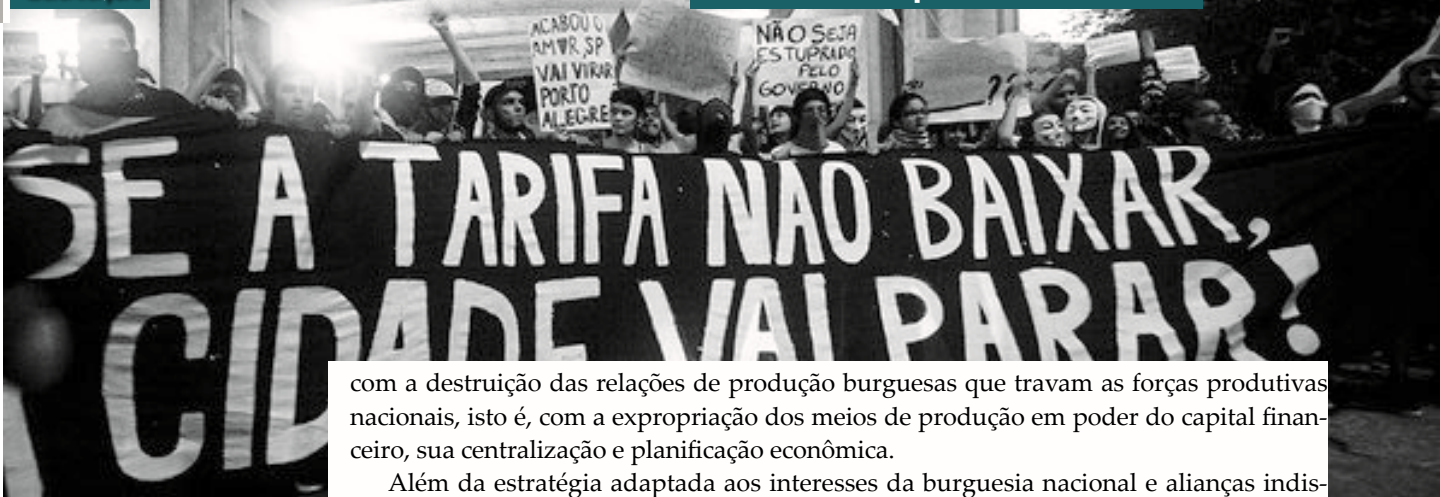 ACABOU O
AMOR SP
VAI VIRAR
PORTO
ALEGRE
NÃO SEJA
ESTUPRADO
PELO
GOVERNO
??
SE A TARIFA NÃO BAIXAR,
CIDADE VAI PARAR!
com a destruição das relações de produção burguesas que travam as forças produtivas
nacionais, isto é, com a expropriação dos meios de produção em poder do capital finan-
ceiro, sua centralização e planificação econômica.
Além da estratégia adaptada aos interesses da burguesia nacional e alianças indis-